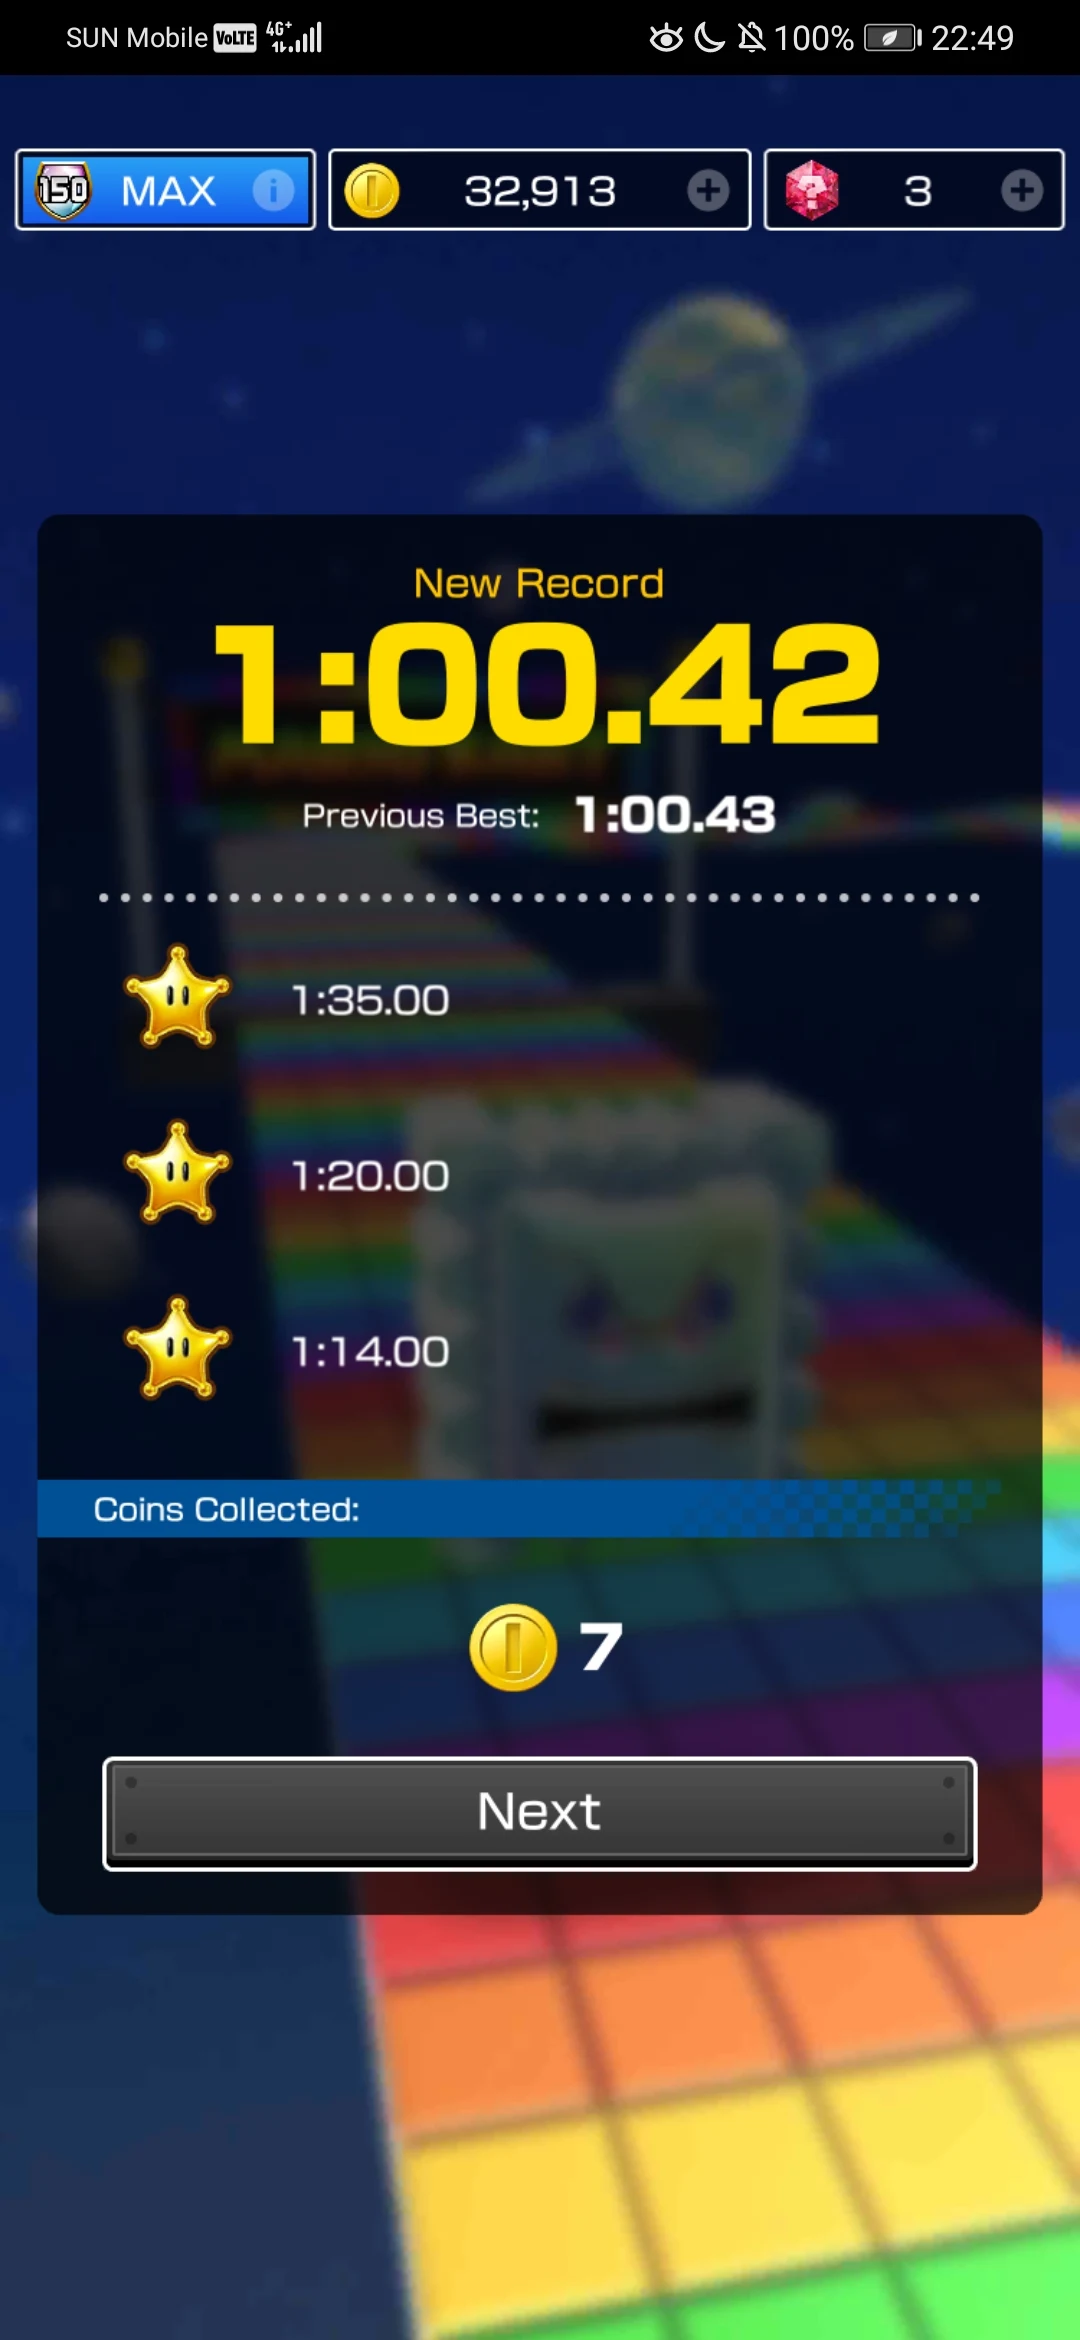 SUN Mobile VoLTE 4G+ 100% 22:49
150 MAX i 32,913 + 3 +
New Record
1:00.42
Previous Best: 1:00.43
1:35.00
1:20.00
1:14.00
Coins Collected:
7
Next